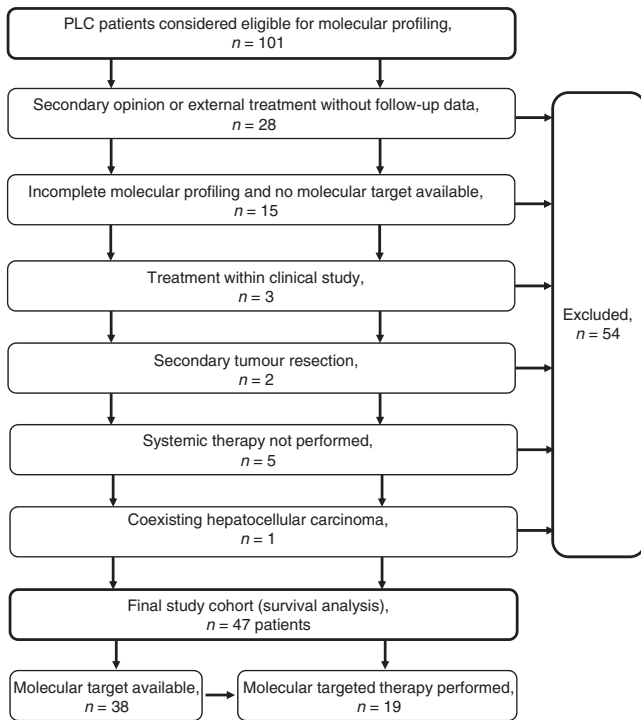 PLC patients considered eligible for molecular profiling,
n = 101
Secondary opinion or external treatment without follow-up data,
n = 28
Incomplete molecular profiling and no molecular target available,
n = 15
Treatment within clinical study,
n = 3
Secondary tumour resection,
n = 2
Systemic therapy not performed,
n = 5
Coexisting hepatocellular carcinoma,
n = 1
Excluded,
n = 54
Final study cohort (survival analysis),
n = 47 patients
Molecular target available,
n = 38
Molecular targeted therapy performed,
n = 19